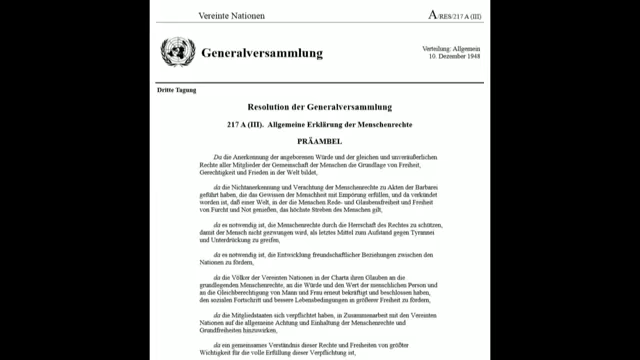 Vereinte Nationen
A/RES/217 A (III)
Generalversammlung
Verteilung: Allgemein
10. Dezember 1948
Dritte Tagung
Resolution der Generalversammlung
217 A (III). Allgemeine Erklärung der Menschenrechte
PRÄAMBEL
Da die Anerkennung der angeborenen Würde und der gleichen und unveräußerlichen
Rechte aller Mitglieder der Gemeinschaft der Menschen die Grundlage von Freiheit,
Gerechtigkeit und Frieden in der Welt bildet,
da die Nichtanerkennung und Verachtung der Menschenrechte zu Akten der Barbarei
geführt haben, die das Gewissen der Menschheit mit Empörung erfüllen, und da verkündet
worden ist, daß einer Welt, in der die Menschen Rede- und Glaubensfreiheit und Freiheit
von Furcht und Not genießen, das höchste Streben des Menschen gilt,
da es notwendig ist, die Menschenrechte durch die Herrschaft des Rechtes zu schützen,
damit der Mensch nicht gezwungen wird, als letztes Mittel zum Aufstand gegen Tyrannei
und Unterdrückung zu greifen,
da es notwendig ist, die Entwicklung freundschaftlicher Beziehungen zwischen den
Nationen zu fördern,
da die Völker der Vereinten Nationen in der Charta ihren Glauben an die
grundlegenden Menschenrechte, an die Würde und den Wert der menschlichen Person und
an die Gleichberechtigung von Mann und Frau erneut bekräftigt und beschlossen haben,
den sozialen Fortschritt und bessere Lebensbedingungen in größerer Freiheit zu fördern,
da die Mitgliedstaaten sich verpflichtet haben, in Zusammenarbeit mit den Vereinten
Nationen auf die allgemeine Achtung und Einhaltung der Menschenrechte und
Grundfreiheiten hinzuwirken,
da ein gemeinsames Verständnis dieser Rechte und Freiheiten von größter
Wichtigkeit für die volle Erfüllung dieser Verpflichtung ist,